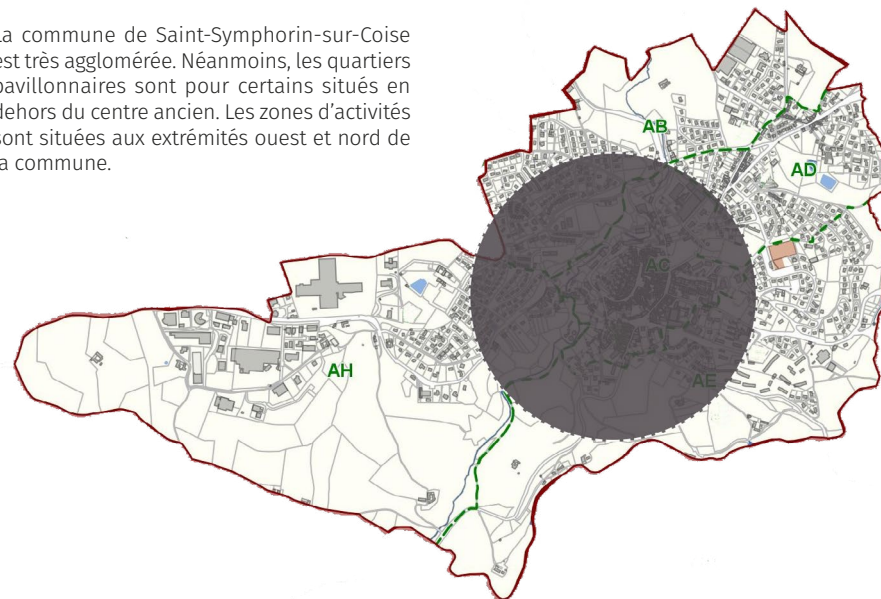 La commune de Saint-Symphorin-sur-Coise
est très agglomérée. Néanmoins, les quartiers
pavillonnaires sont pour certains situés en
dehors du centre ancien. Les zones d’activités
sont situées aux extrémités ouest et nord de
la commune.
AB
AD
AC
AH
AE